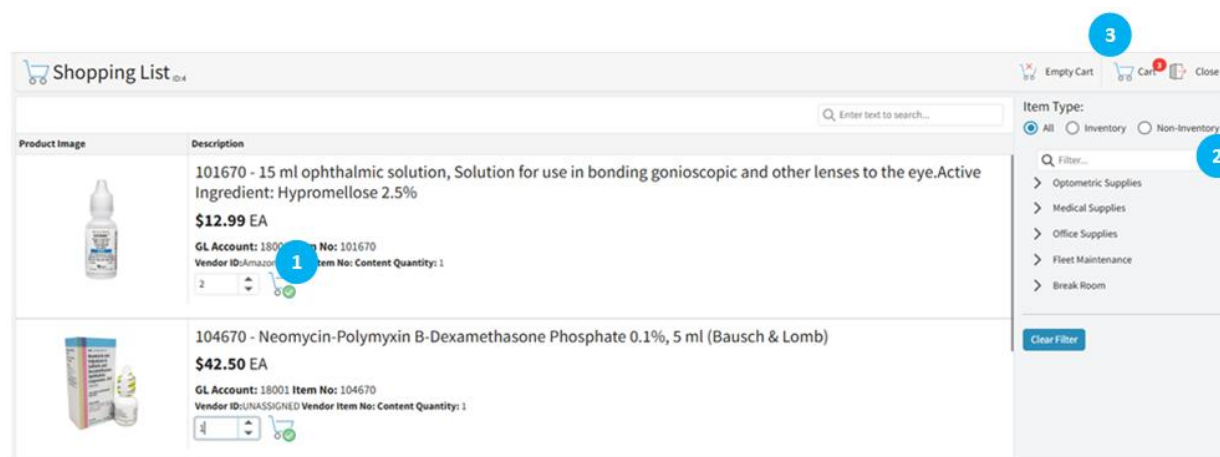 3
Shopping List ID:4
Empty Cart
Cart 3
Close
Enter text to search...
Product Image
Description
101670 - 15 ml ophthalmic solution, Solution for use in bonding gonioscopic and other lenses to the eye.Active
Ingredient: Hypromellose 2.5%
$12.99 EA
GL Account: No: 101670
Vendor ID:Amazon Item No: Content Quantity: 1
1
2
104670 - Neomycin-Polymyxin B-Dexamethasone Phosphate 0.1%, 5 ml (Bausch & Lomb)
$42.50 EA
GL Account: 18001 Item No: 104670
Vendor ID:UNASSIGNED Vendor Item No: Content Quantity: 1
Item Type:
All Inventory Non-Inventory
Filter...
2
Optometric Supplies
Medical Supplies
Office Supplies
Fleet Maintenance
Break Room
Clear Filter